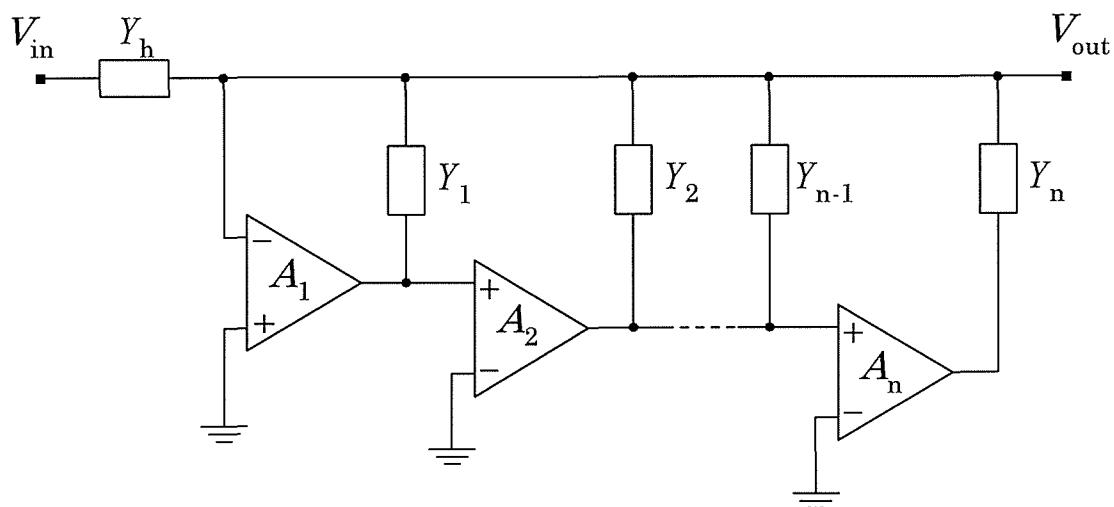 V_in Y_h V_out
Y_1 Y_2 Y_n-1 Y_n
− A_1 +
+ A_2 −
+ A_n −